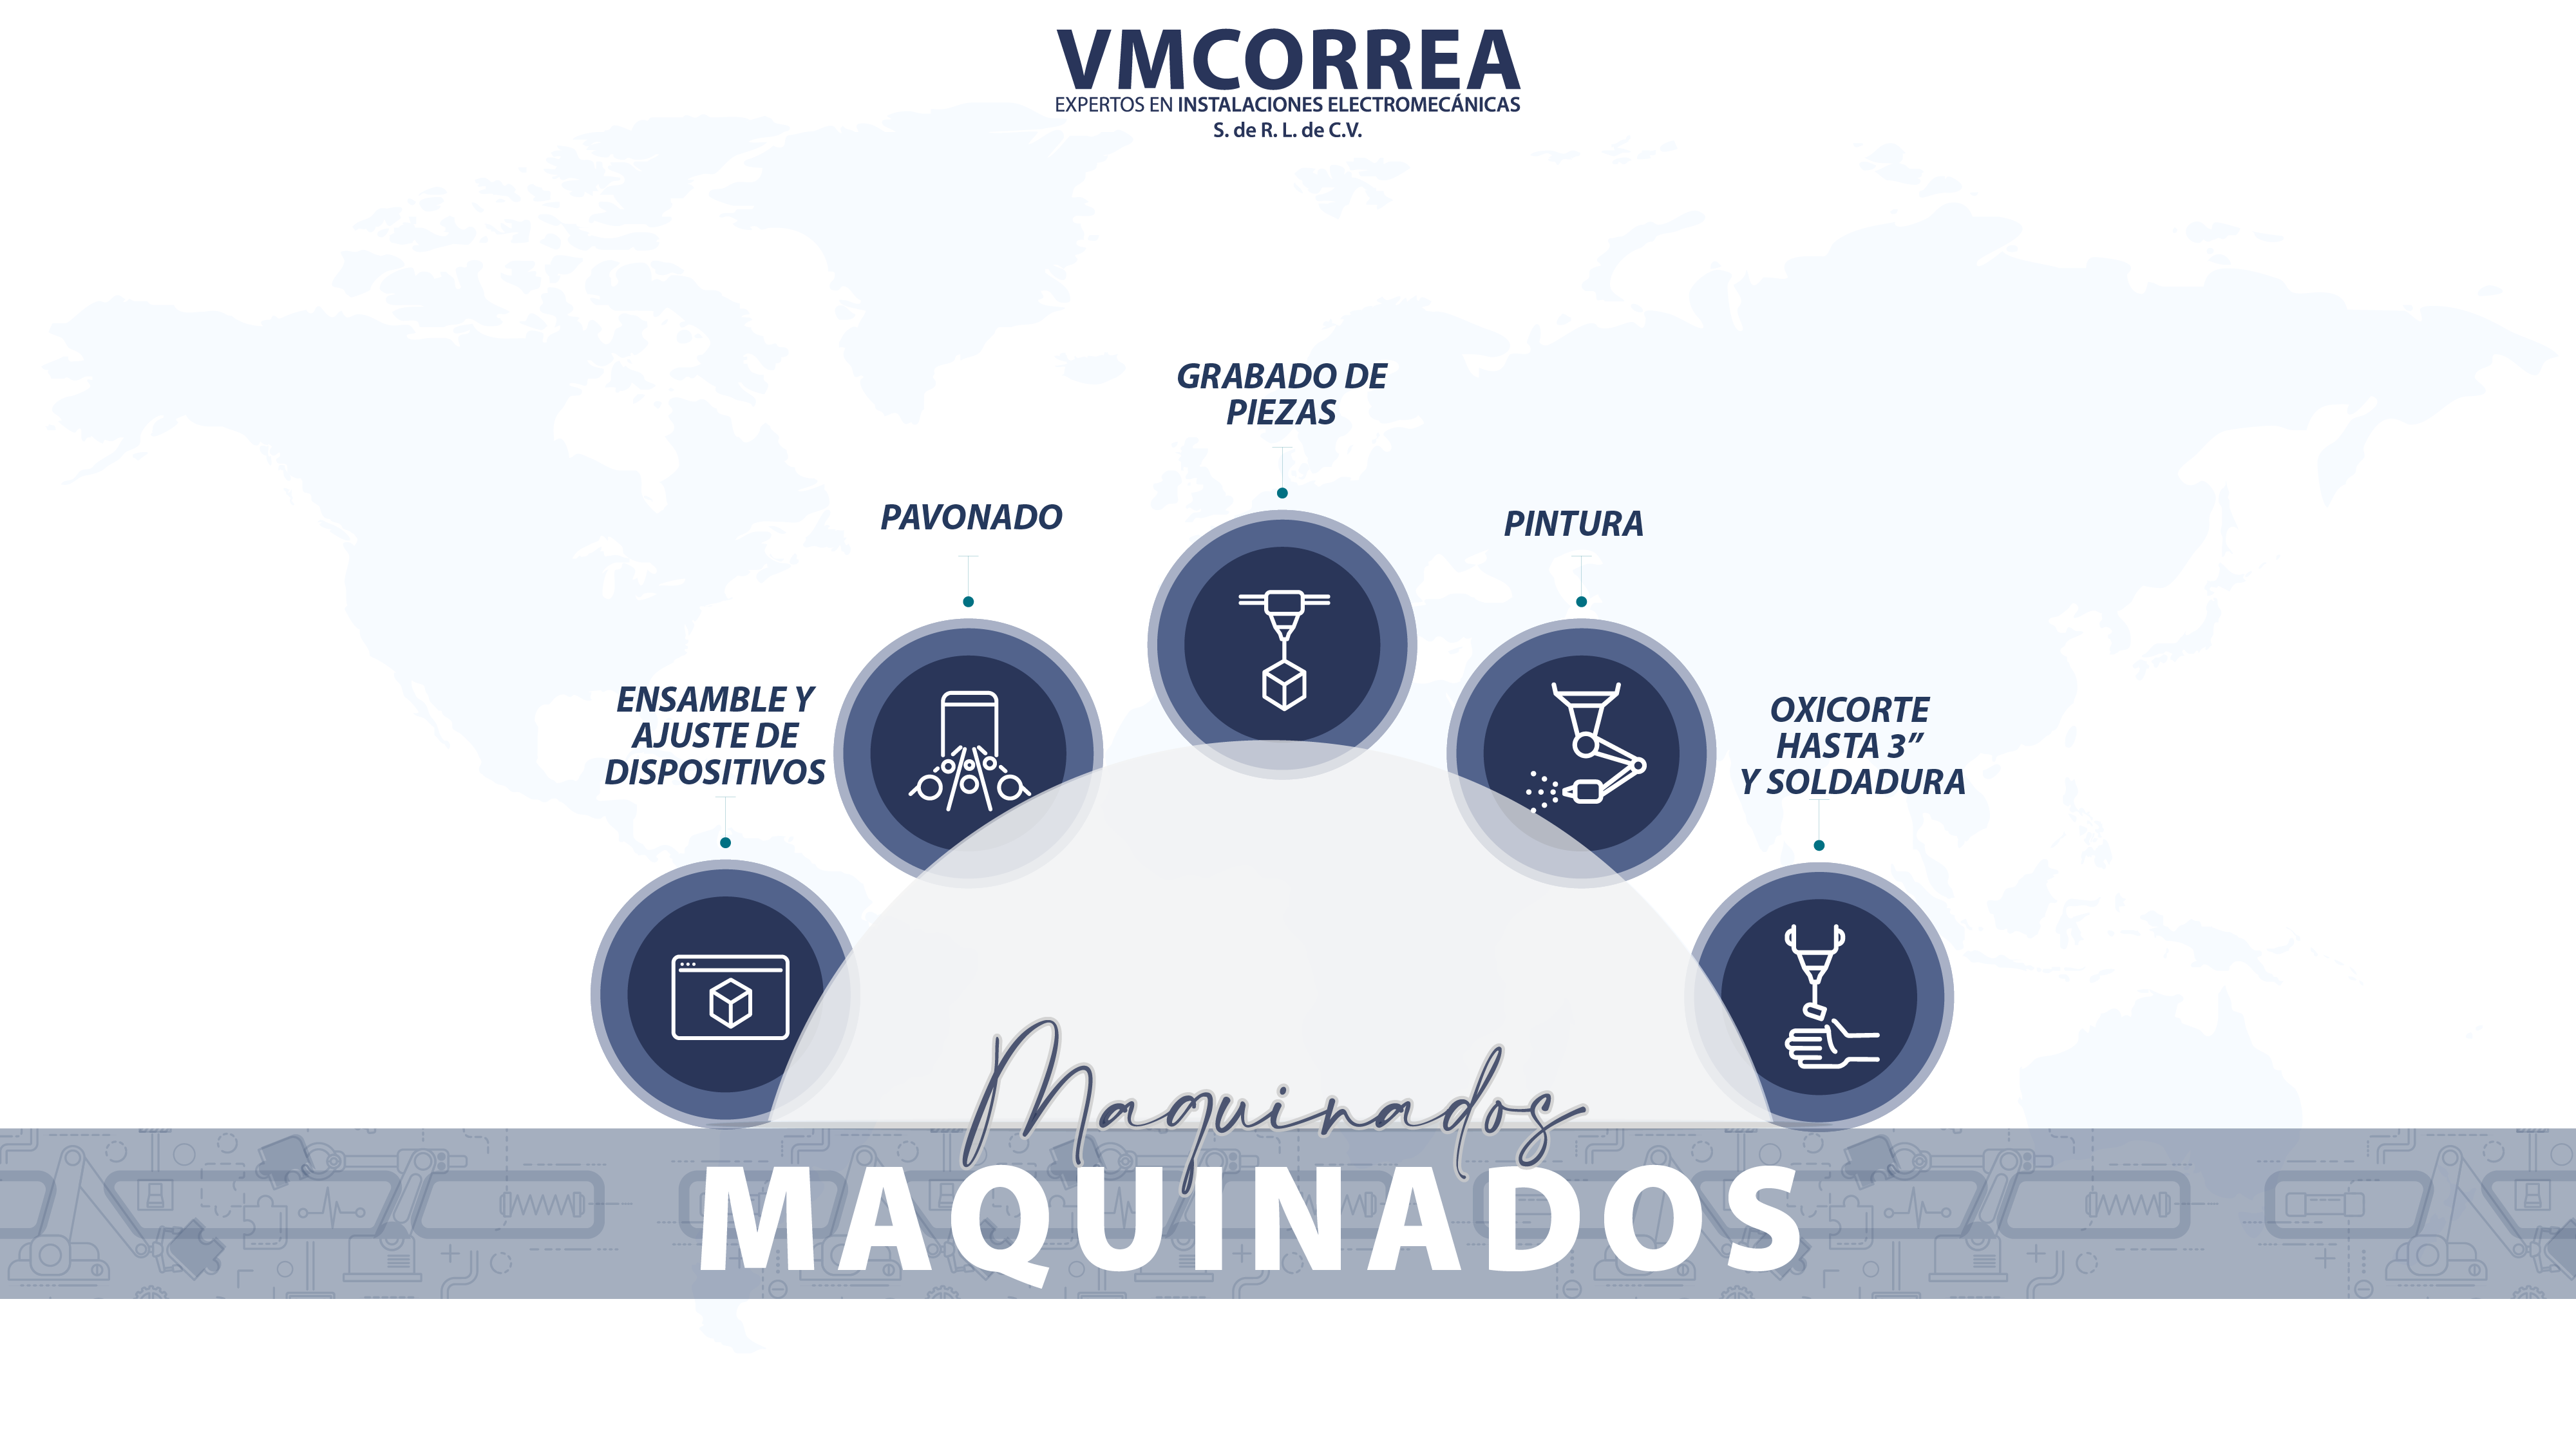 VMCORREA
EXPERTOS EN INSTALACIONES ELECTROMECÁNICAS
S. de R. L. de C.V.
GRABADO DE
PIEZAS
PAVONADO
PINTURA
ENSAMBLE Y
AJUSTE DE
DISPOSITIVOS
OXICORTE
HASTA 3”
Y SOLDADURA
Maquinados
MAQUINADOS